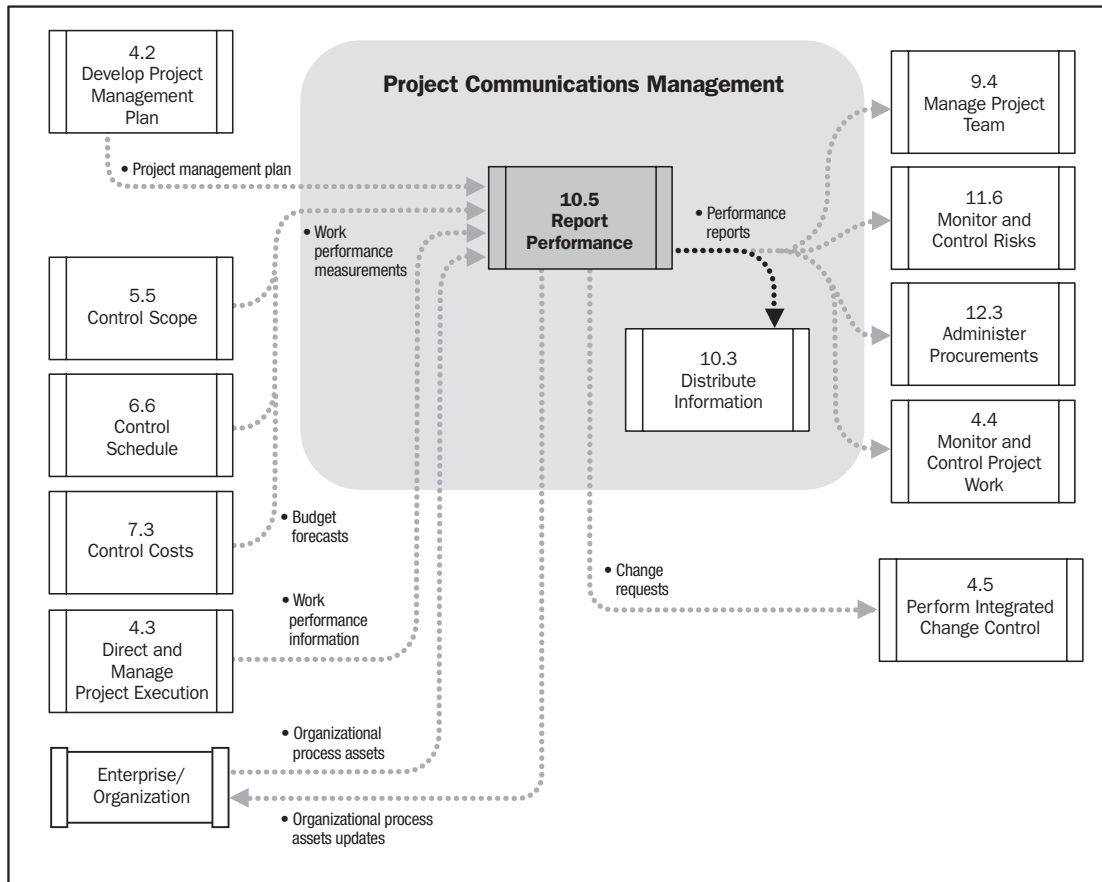 4.2
Develop Project
Management
Plan
Project Communications Management
9.4
Manage Project
Team
• Project management plan
10.5
Report
Performance
• Performance
reports
11.6
Monitor and
Control Risks
• Work
performance
measurements
5.5
Control Scope
12.3
Administer
Procurements
10.3
Distribute
Information
6.6
Control
Schedule
4.4
Monitor and
Control Project
Work
7.3
Control Costs
• Budget
forecasts
• Change
requests
4.5
Perform Integrated
Change Control
• Work
performance
information
4.3
Direct and
Manage
Project Execution
• Organizational
process assets
Enterprise/
Organization
• Organizational process
assets updates